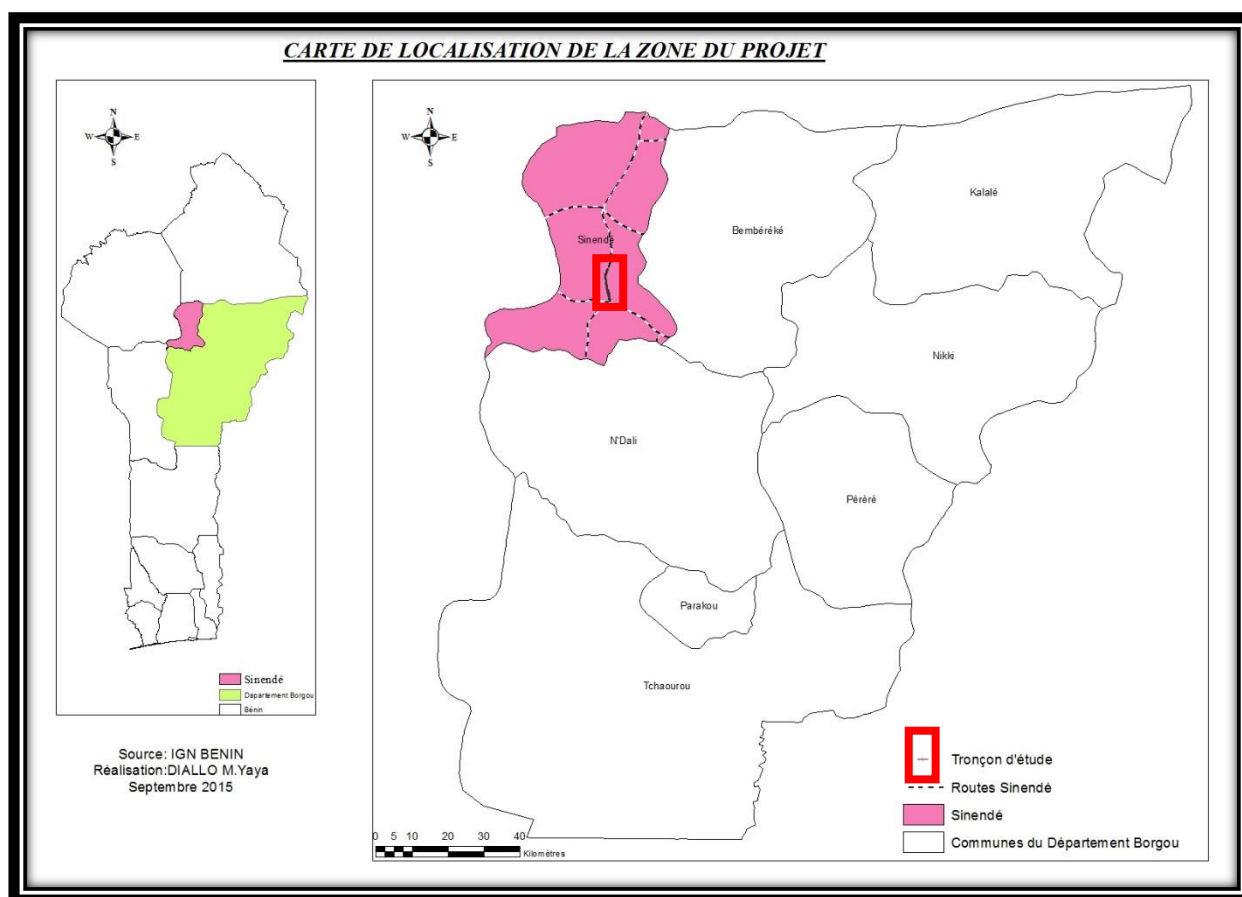 CARTE DE LOCALISATION DE LA ZONE DU PROJET
N
W E
S
Sinendé
Dapartement Borgou
Bénin
Source: IGN BENIN
Réalisation:DIALLO M.Yaya
Septembre 2015
N
W E
S
Kalalé
Bembéréké
Sinendé
Nikki
N'Dali
Pèrèrè
Parakou
Tchaourou
Tronçon d'étude
Routes Sinendé
Sinendé
Communes du Département Borgou
0 5 10 20 30 40
Kilomètres